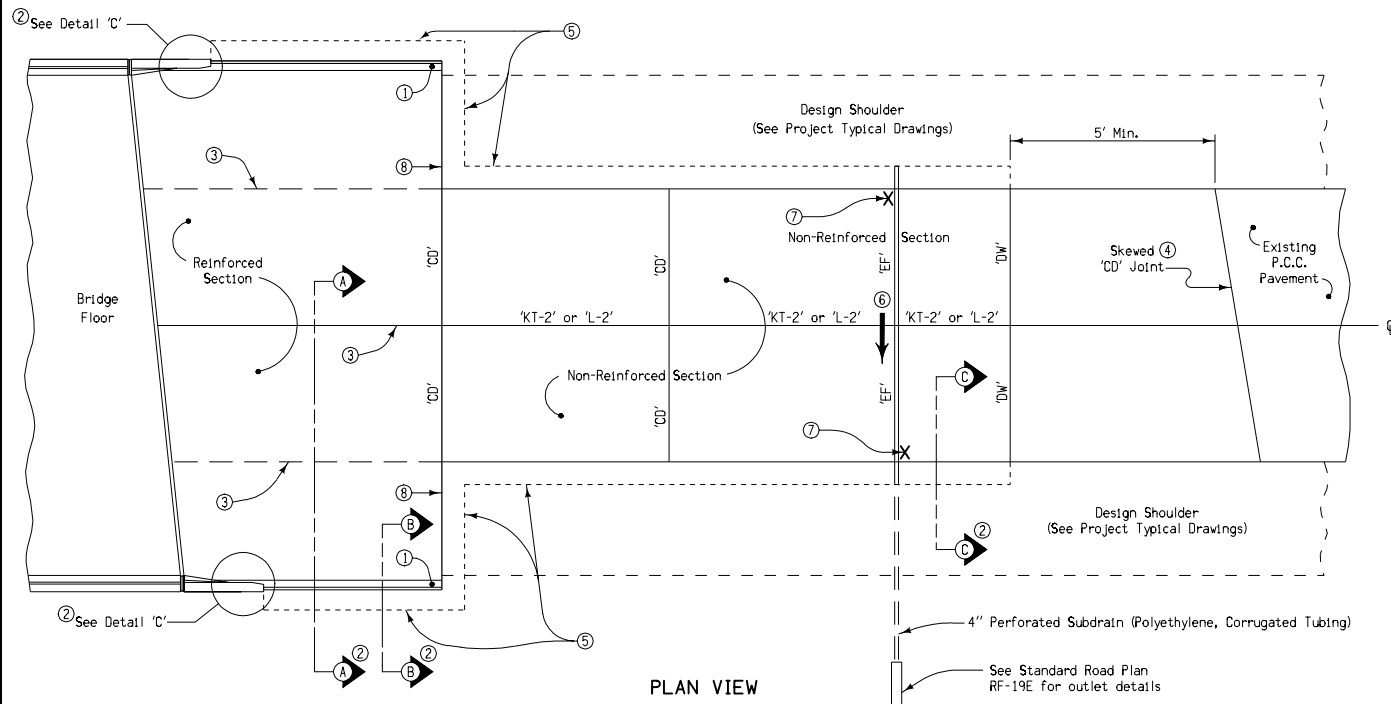 ② See Detail 'C'
⑤
①
Design Shoulder
(See Project Typical Drawings)
5' Min.
③
⑧
⑦
Non-Reinforced Section
'CD'
'CD'
'EF'
'DW'
Reinforced
Section
A
Skewed ④
'CD' Joint
Existing
P.C.C.
Pavement
Bridge
Floor
⑥
'KT-2' or 'L-2'
'KT-2' or 'L-2'
'KT-2' or 'L-2'
℄
③
Non-Reinforced Section
C
'CD'
'CD'
'EF'
'DW'
⑦
③
⑧
B
①
C ②
Design Shoulder
(See Project Typical Drawings)
② See Detail 'C'
⑤
4" Perforated Subdrain (Polyethylene, Corrugated Tubing)
A ②
B ②
PLAN VIEW
See Standard Road Plan
RF-19E for outlet details